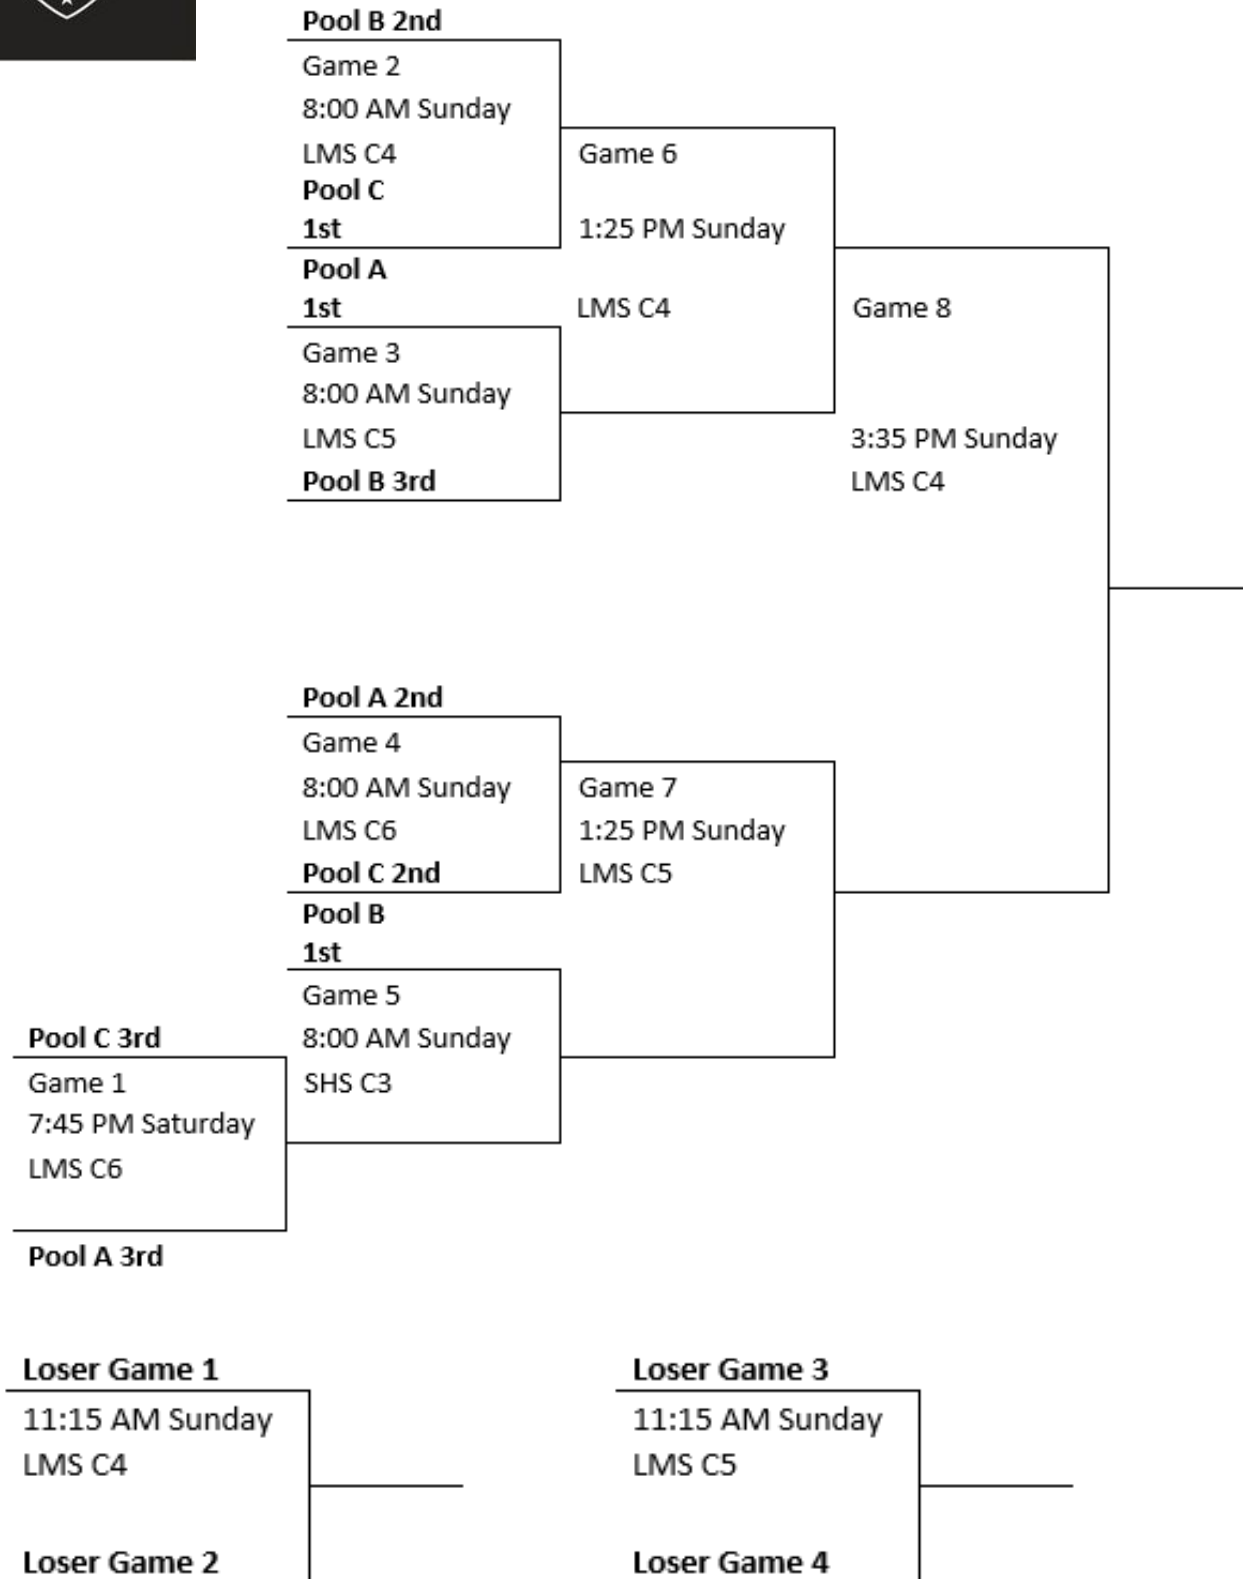 Pool B 2nd
Game 2
8:00 AM Sunday
LMS C4
Pool C
1st
Game 6
1:25 PM Sunday
LMS C4
Pool A
1st
Game 3
8:00 AM Sunday
LMS C5
Pool B 3rd
Game 8
3:35 PM Sunday
LMS C4
Pool A 2nd
Game 4
8:00 AM Sunday
LMS C6
Pool C 2nd
Game 7
1:25 PM Sunday
LMS C5
Pool B
1st
Game 5
8:00 AM Sunday
SHS C3
Pool C 3rd
Game 1
7:45 PM Saturday
LMS C6
Pool A 3rd
Loser Game 1
11:15 AM Sunday
LMS C4
Loser Game 2
Loser Game 3
11:15 AM Sunday
LMS C5
Loser Game 4